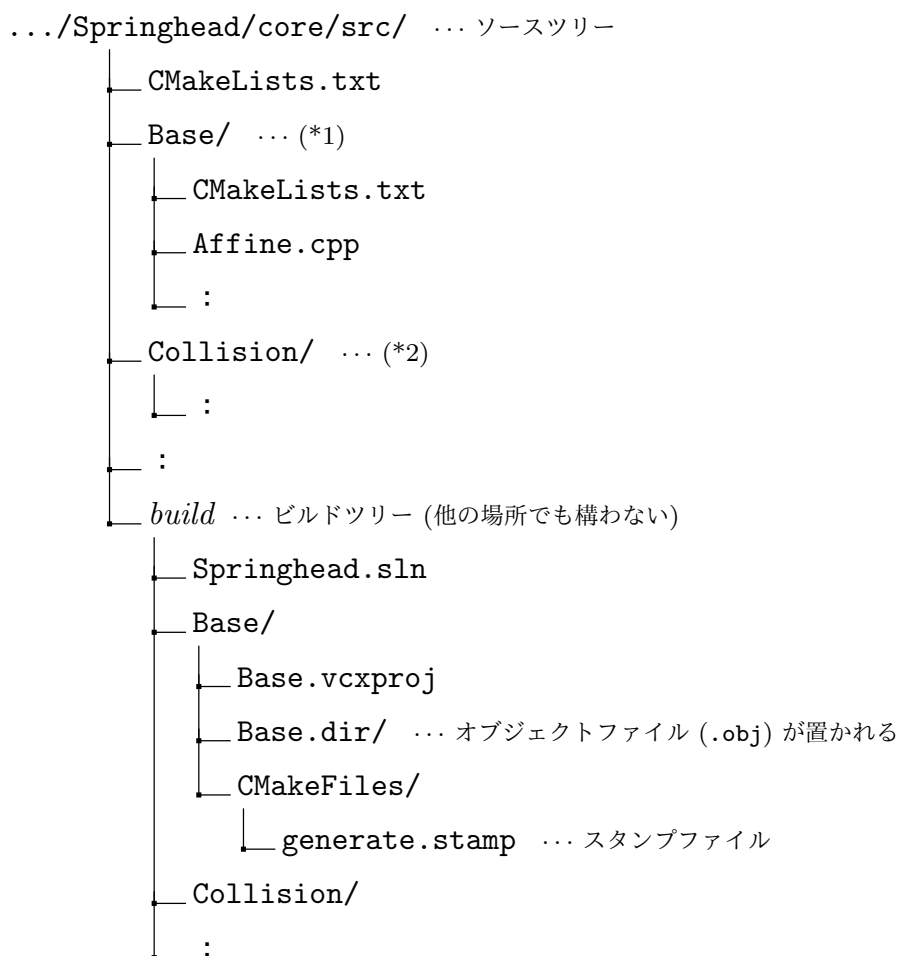 .../Springhead/core/src/ ··· ソースツリー
CMakeLists.txt
Base/ ··· (*1)
CMakeLists.txt
Affine.cpp
:
Collision/ ··· (*2)
:
:
build ··· ビルドツリー (他の場所でも構わない)
Springhead.sln
Base/
Base.vcxproj
Base.dir/ ··· オブジェクトファイル (.obj) が置かれる
CMakeFiles/
generate.stamp ··· スタンプファイル
Collision/
: